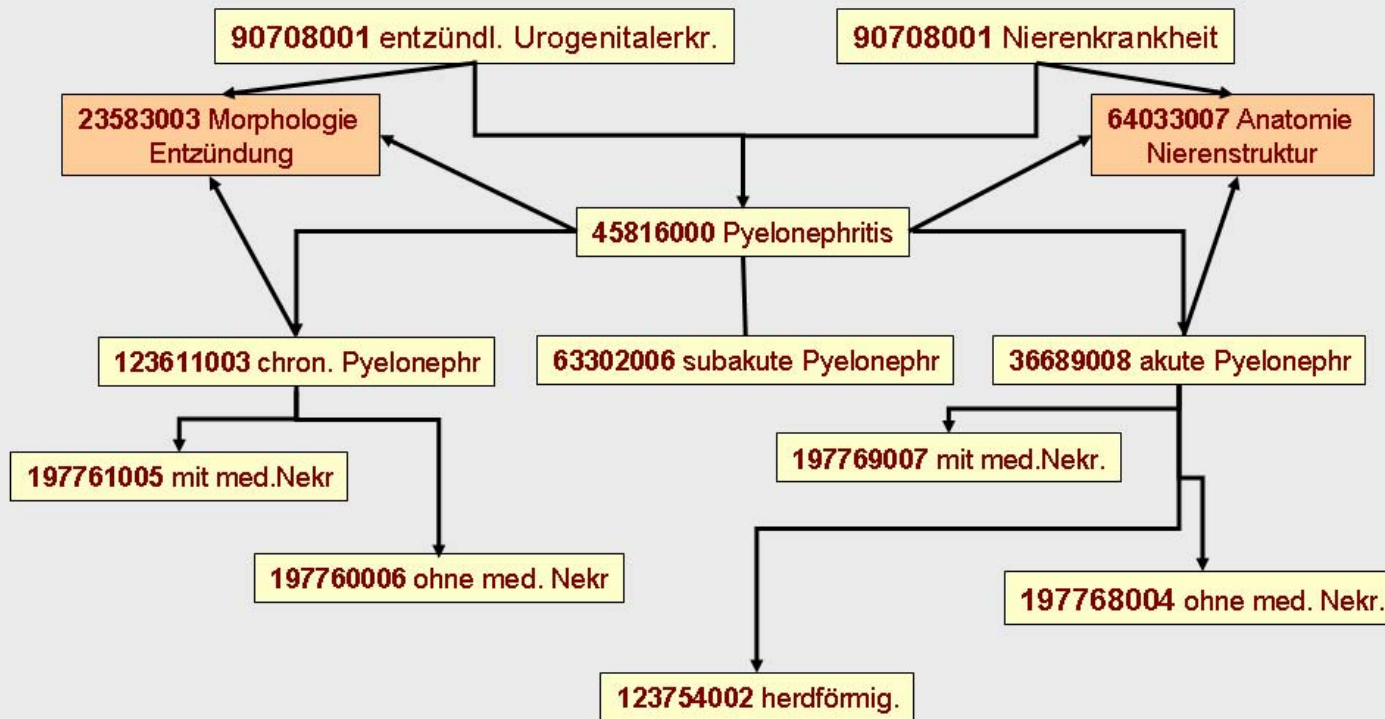 90708001 entzündl. Urogenitalerkr.
90708001 Nierenkrankheit
23583003 Morphologie
Entzündung
64033007 Anatomie
Nierenstruktur
45816000 Pyelonephritis
123611003 chron. Pyelonephr
63302006 subakute Pyelonephr
36689008 akute Pyelonephr
197761005 mit med.Nekr
197769007 mit med.Nekr.
197760006 ohne med. Nekr
197768004 ohne med. Nekr.
123754002 herdförmig.